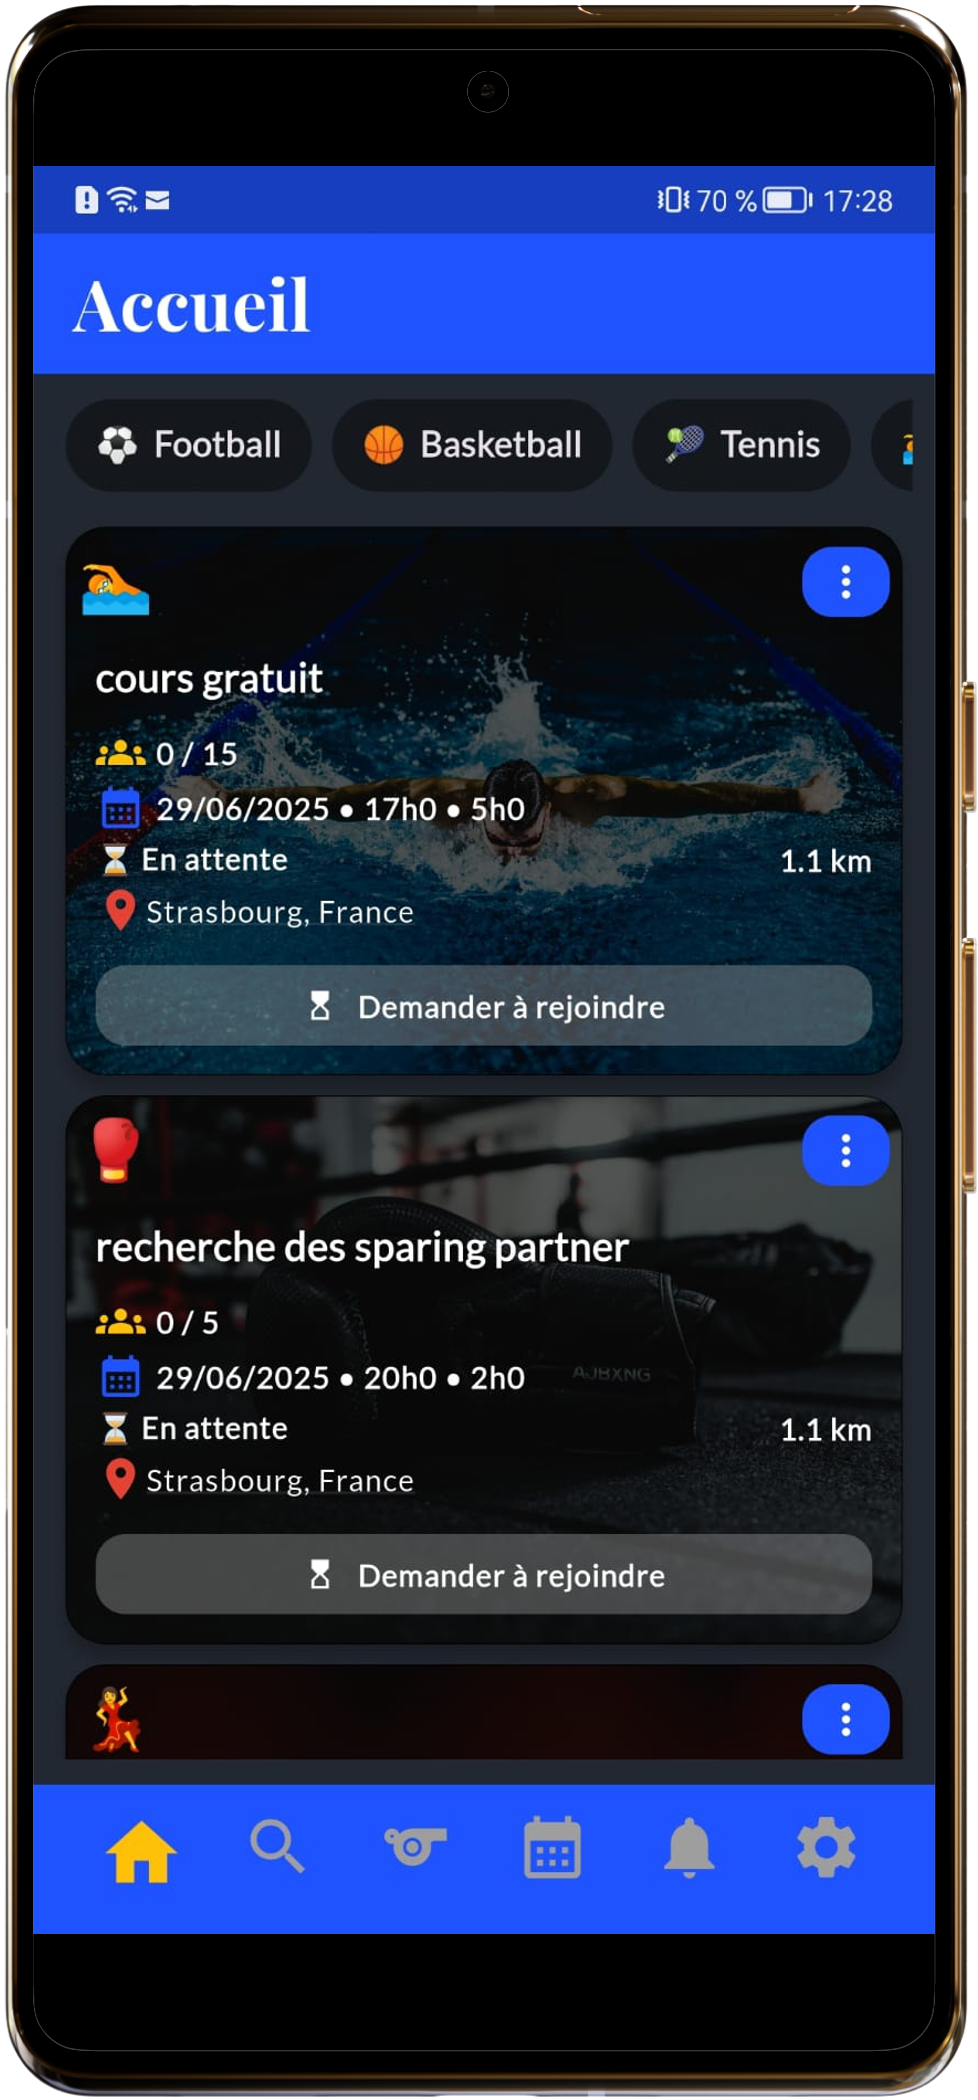 70 % 17:28
Accueil
Football Basketball Tennis
cours gratuit
0 / 15
29/06/2025 • 17h0 • 5h0
En attente 1.1 km
Strasbourg, France
Demander à rejoindre
recherche des sparing partner
0 / 5
29/06/2025 • 20h0 • 2h0
AJBXNG
En attente 1.1 km
Strasbourg, France
Demander à rejoindre